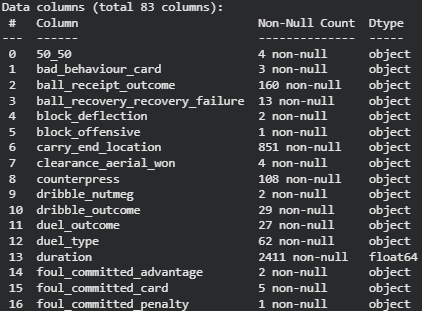 Data columns (total 83 columns):
#   Column                          Non-Null Count  Dtype
---  ------                          --------------  -----
0   50_50                           4 non-null      object
1   bad_behaviour_card              3 non-null      object
2   ball_receipt_outcome            160 non-null    object
3   ball_recovery_recovery_failure  13 non-null     object
4   block_deflection                2 non-null      object
5   block_offensive                 1 non-null      object
6   carry_end_location              851 non-null    object
7   clearance_aerial_won            4 non-null      object
8   counterpress                    108 non-null    object
9   dribble_nutmeg                  2 non-null      object
10  dribble_outcome                 29 non-null     object
11  duel_outcome                    27 non-null     object
12  duel_type                       62 non-null     object
13  duration                        2411 non-null   float64
14  foul_committed_advantage        2 non-null      object
15  foul_committed_card             5 non-null      object
16  foul_committed_penalty          1 non-null      object